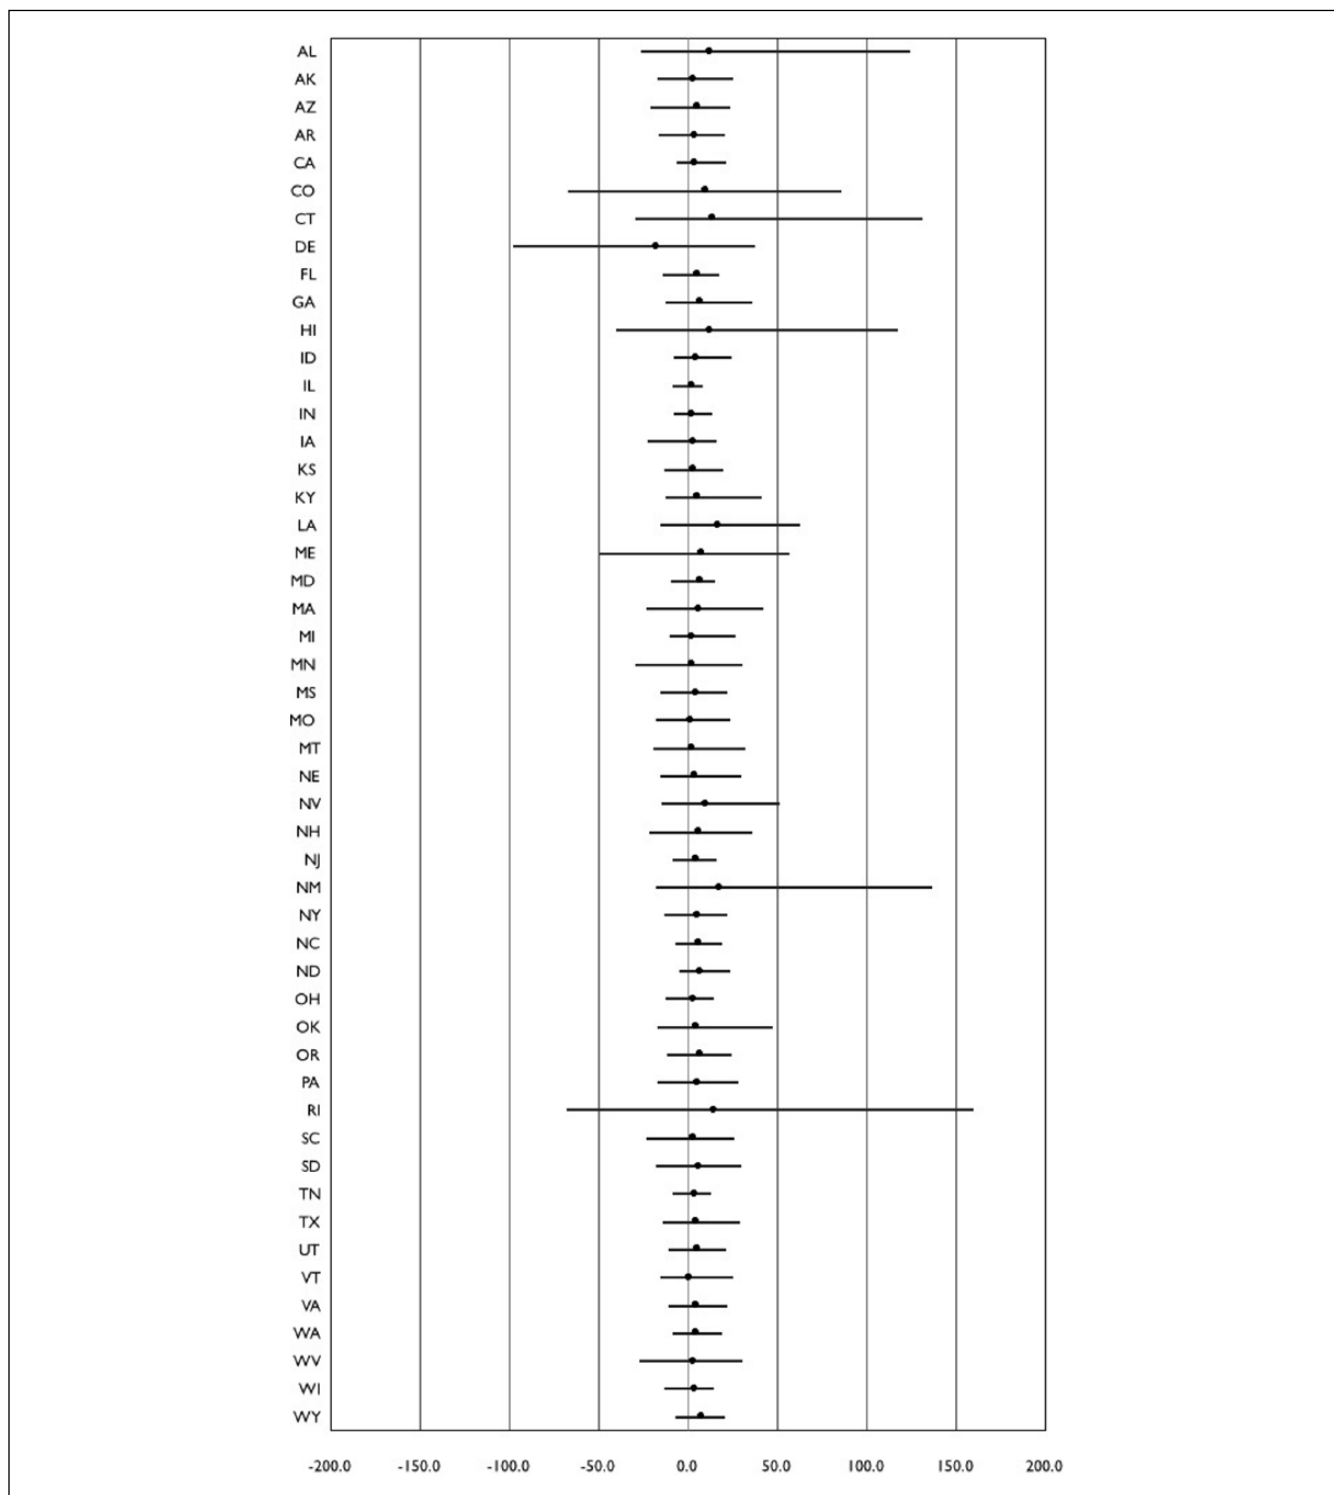 AL
AK
AZ
AR
CA
CO
CT
DE
FL
GA
HI
ID
IL
IN
IA
KS
KY
LA
ME
MD
MA
MI
MN
MS
MO
MT
NE
NV
NH
NJ
NM
NY
NC
ND
OH
OK
OR
PA
RI
SC
SD
TN
TX
UT
VT
VA
WA
WV
WI
WY
-200.0 -150.0 -100.0 -50.0 0.0 50.0 100.0 150.0 200.0